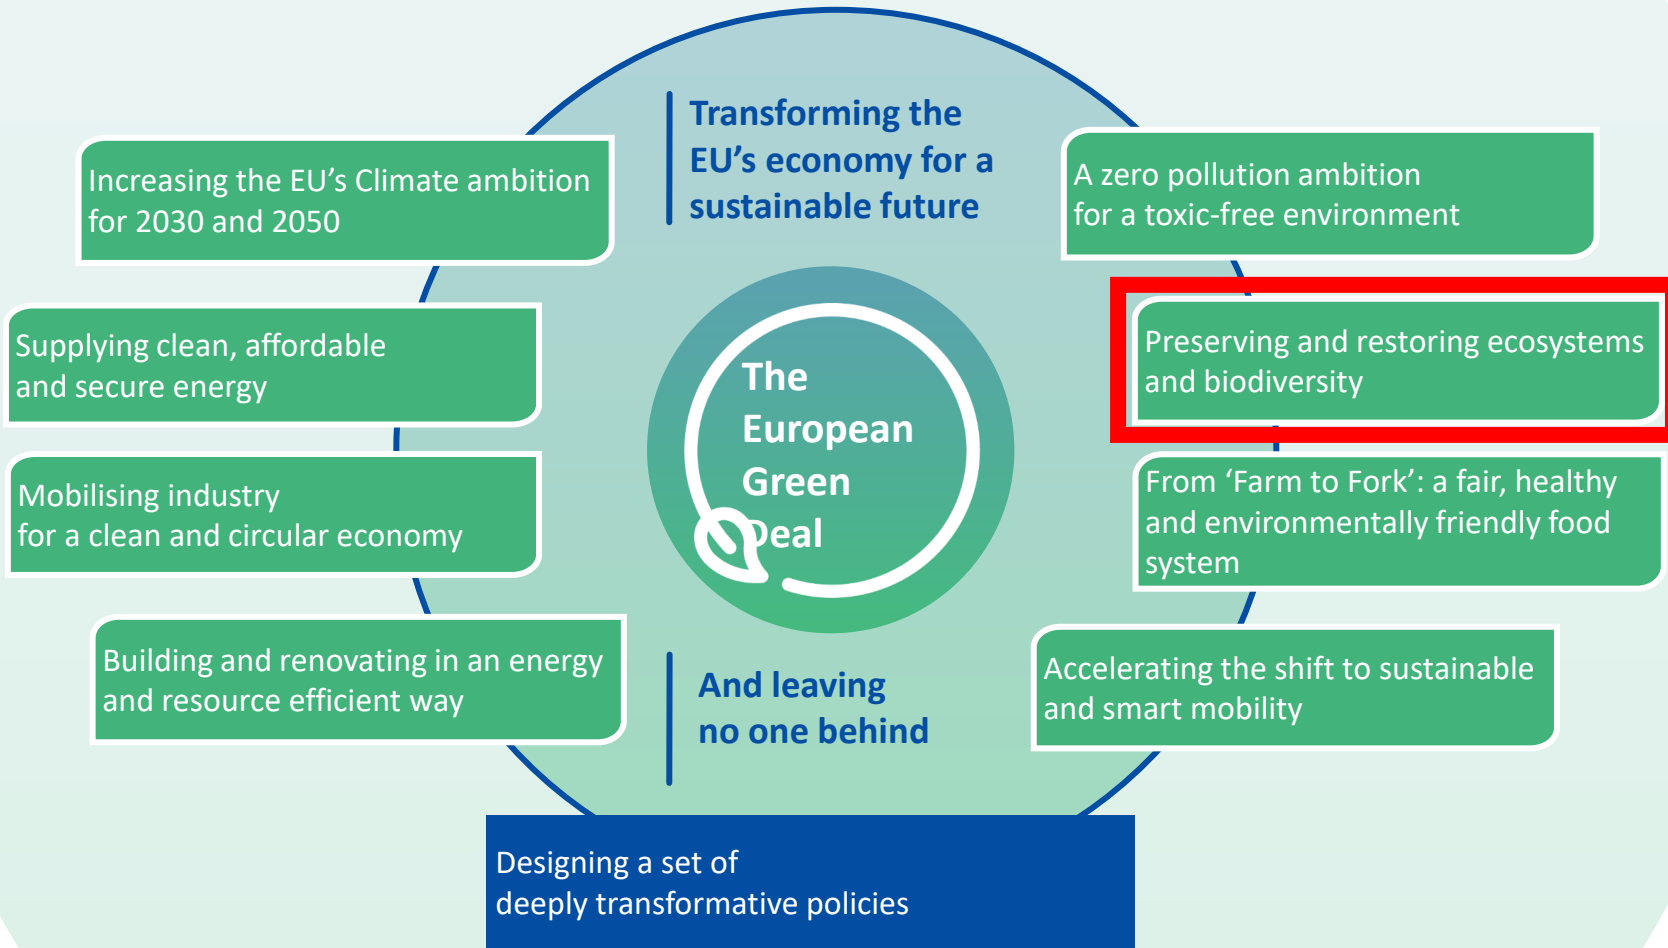 Transforming the
EU's economy for a
sustainable future
Increasing the EU's Climate ambition
for 2030 and 2050
Supplying clean, affordable
and secure energy
Mobilising industry
for a clean and circular economy
Building and renovating in an energy
and resource efficient way
The
European
Green
Deal
A zero pollution ambition
for a toxic-free environment
Preserving and restoring ecosystems
and biodiversity
From ‘Farm to Fork’: a fair, healthy
and environmentally friendly food
system
Accelerating the shift to sustainable
and smart mobility
And leaving
no one behind
Designing a set of
deeply transformative policies